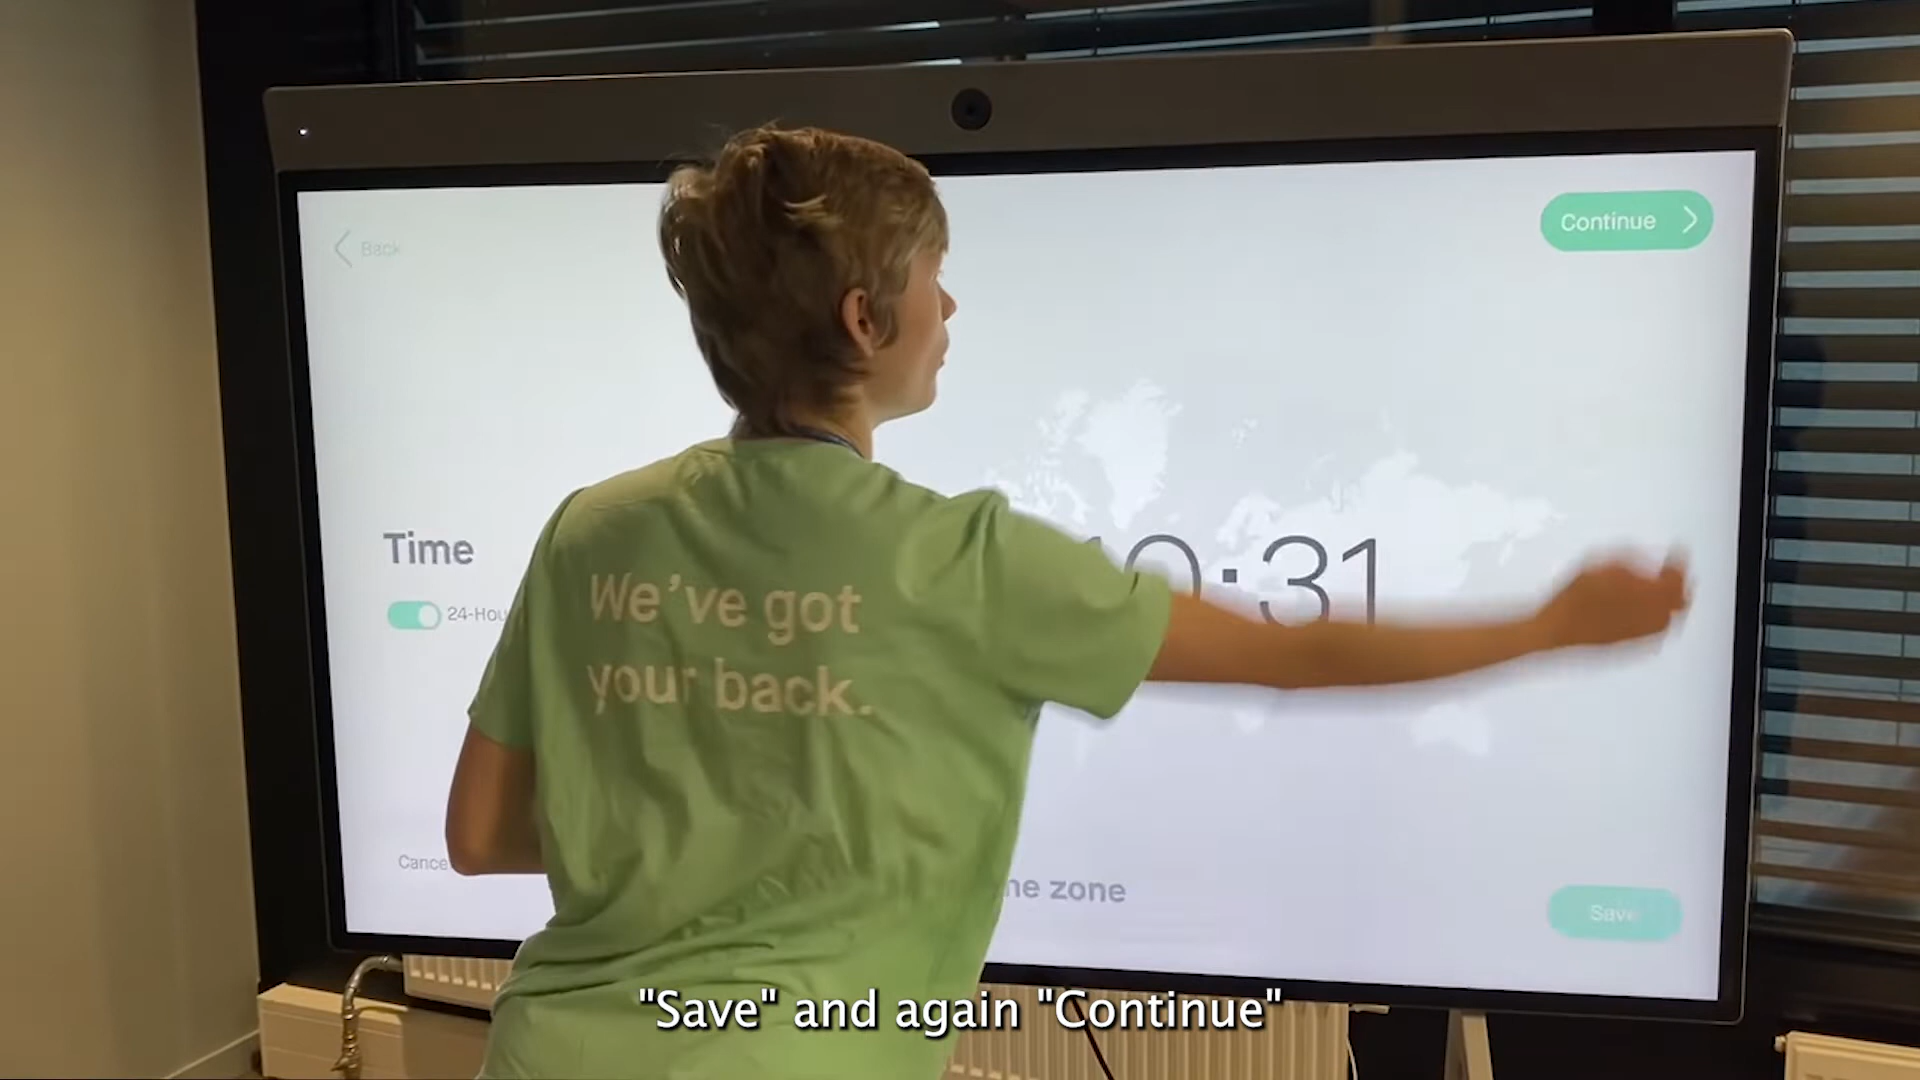 Back
Continue
Time
24-Hou
:31
We've got
your back.
Cance
ne zone
Save
"Save" and again "Continue"